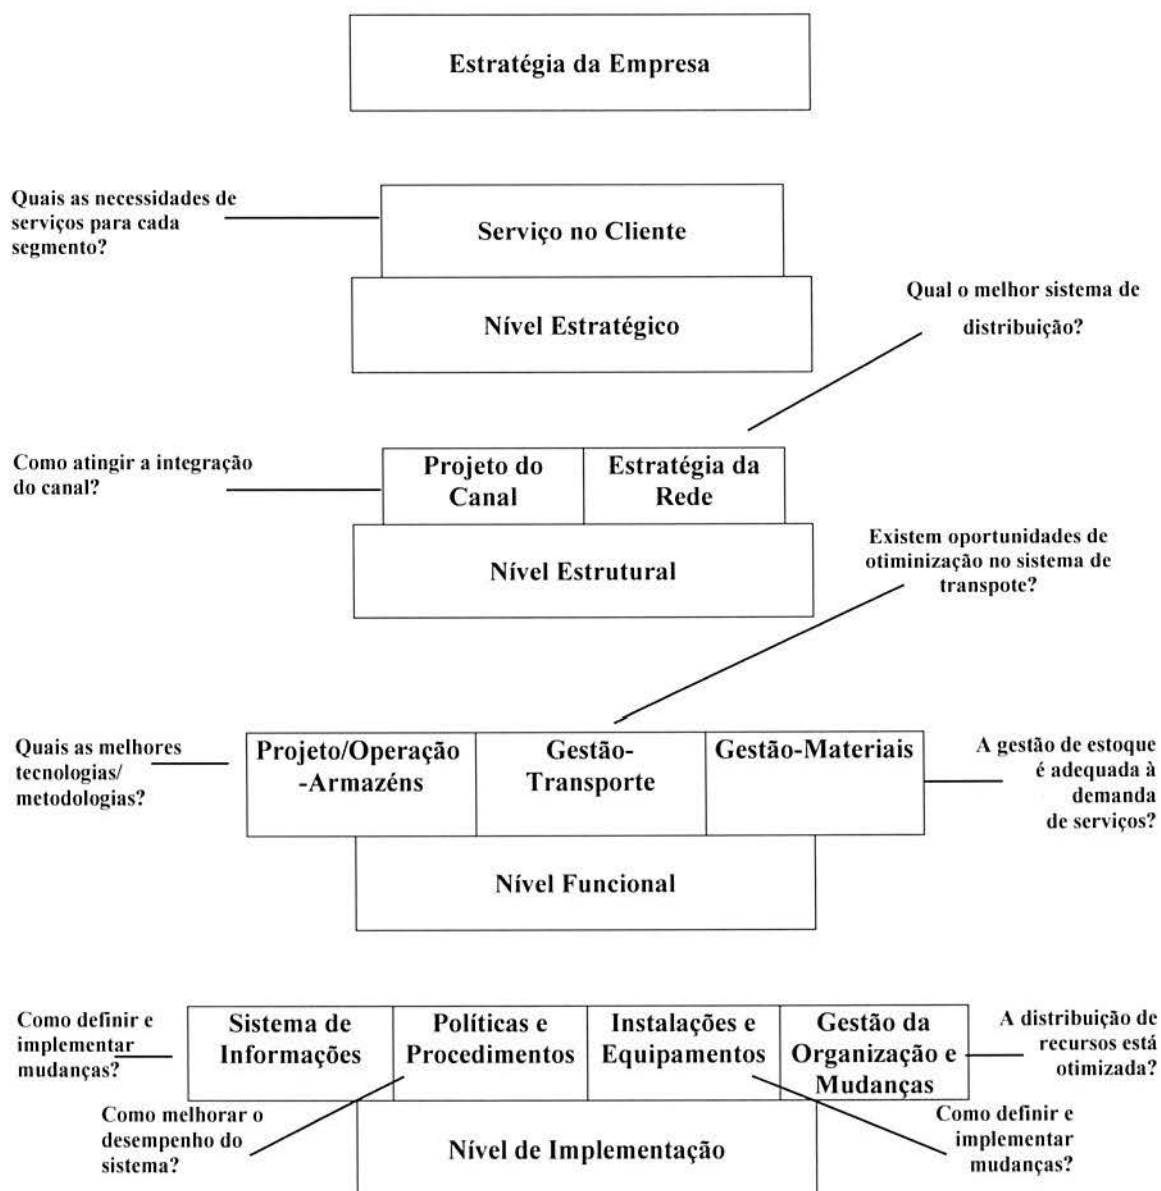 Estratégia da Empresa
Quais as necessidades de
serviços para cada
segmento?
Serviço no Cliente
Nível Estratégico
Qual o melhor sistema de
distribuição?
Como atingir a integração
do canal?
Projeto do
Canal
Estratégia da
Rede
Nível Estrutural
Existem oportunidades de
otiminização no sistema de
transpote?
Quais as melhores
tecnologias/
metodologias?
Projeto/Operação
-Armazéns
Gestão-
Transporte
Gestão-Materiais
A gestão de estoque
é adequada à
demanda
de serviços?
Nível Funcional
Como definir e
implementar
mudanças?
Sistema de
Informações
Políticas e
Procedimentos
Instalações e
Equipamentos
Gestão da
Organização e
Mudanças
A distribuição de
recursos está
otimizada?
Como melhorar o
desempenho do
sistema?
Nível de Implementação
Como definir e
implementar
mudanças?